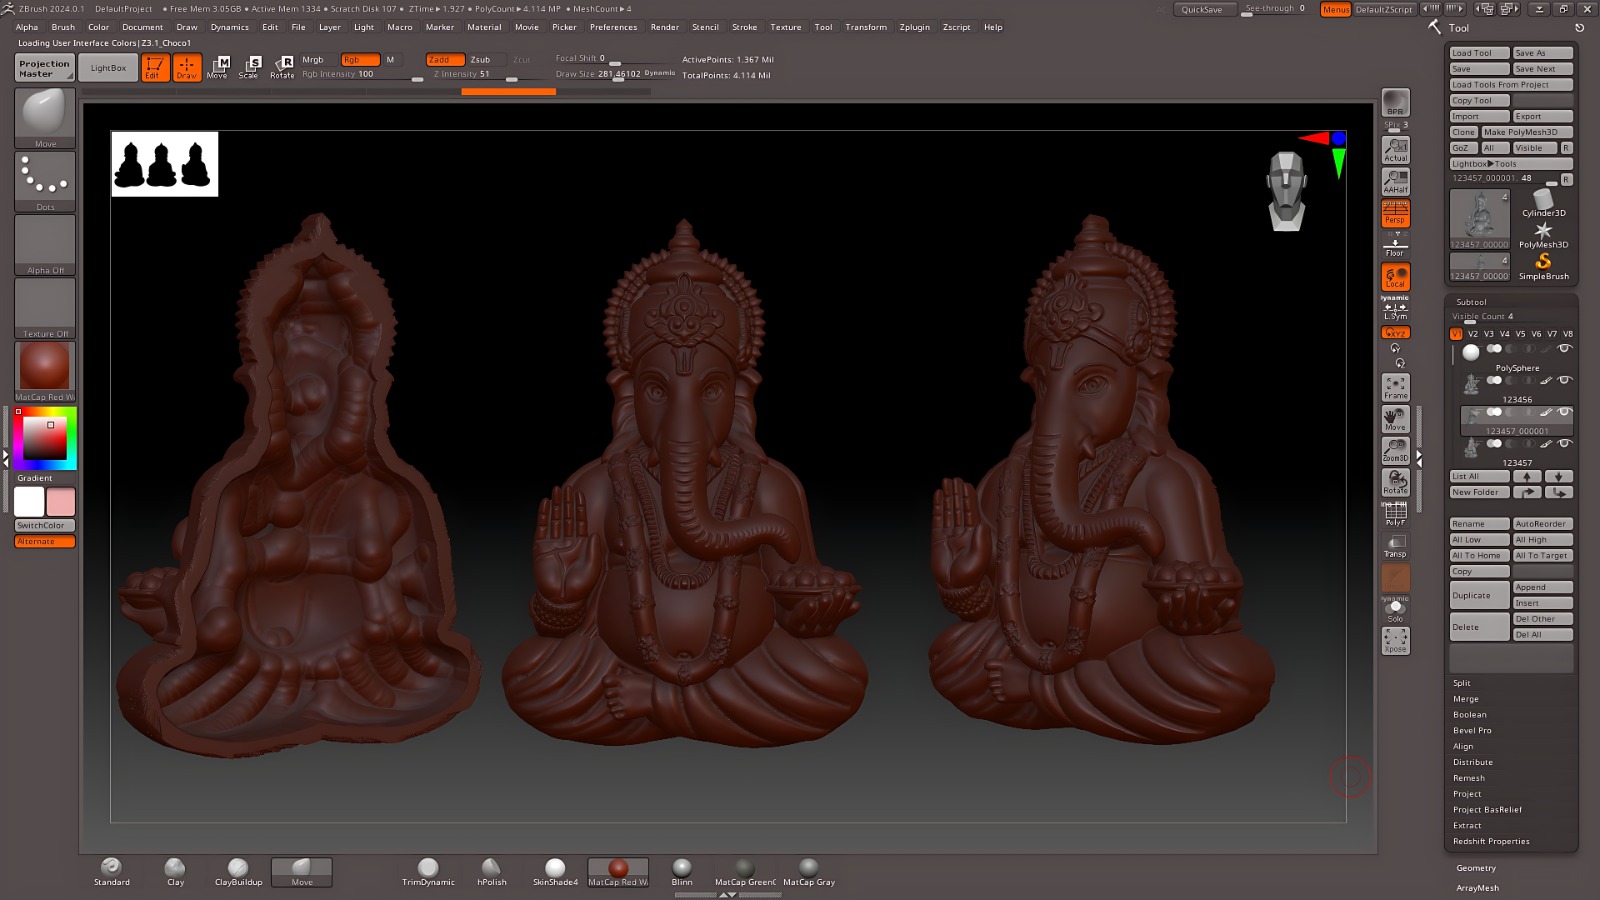 ZBrush 2024.0.1 DefaultProject • Free Mem 3.05GB • Active Mem 1334 • Scratch Disk 107 • ZTime▶1.927 • PolyCount▶4.114 MP • MeshCount▶4
QuickSave See-through 0 Menus DefaultZScript
Alpha Brush Color Document Draw Dynamics Edit File Layer Light Macro Marker Material Movie Picker Preferences Render Stencil Stroke Texture Tool Transform Zplugin Zscript Help
Tool
Loading User Interface Colors|Z3.1_Choco1
Projection Master
LightBox
Edit Draw Move Scale Rotate
Mrgb Rgb M
Rgb Intensity 100
Zadd Zsub Zcut
Z Intensity 51
Focal Shift 0
Draw Size 281.46102 Dynamic
ActivePoints: 1.367 Mil
TotalPoints: 4.114 Mil
Move
Dots
Alpha Off
Texture Off
MatCap Red W
Gradient
SwitchColor
Alternate
BPR
SPix 3
Actual
AAHalf
Persp
Floor
Local
Dynamic
L.Sym
XYZ
Frame
Move
Zoom3D
Rotate
PolyF
Transp
Dynamic
Solo
Xpose
Load Tool Save As
Save Save Next
Load Tools From Project
Copy Tool
Import Export
Clone Make PolyMesh3D
GoZ All Visible R
Lightbox▶Tools
123457_000001. 48 R
4
123457_00000
Cylinder3D
PolyMesh3D
4
123457_00000
SimpleBrush
Subtool
Visible Count 4
V1 V2 V3 V4 V5 V6 V7 V8
PolySphere
123456
123457_000001
123457
List All
New Folder
Rename AutoReorder
All Low All High
All To Home All To Target
Copy
Duplicate Append
Insert
Delete Del Other
Del All
Split
Merge
Boolean
Bevel Pro
Align
Distribute
Remesh
Project
Project BasRelief
Extract
Redshift Properties
Geometry
ArrayMesh
Standard Clay ClayBuildup Move TrimDynamic hPolish SkinShade4 MatCap Red W Blinn MatCap GreenC MatCap Gray